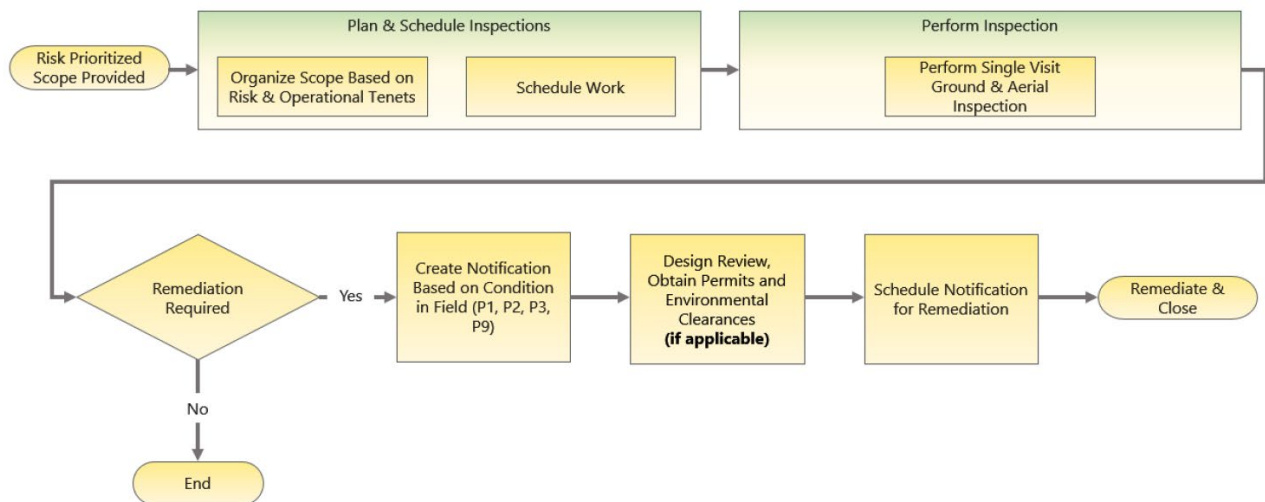 Plan & Schedule Inspections
Perform Inspection
Risk Prioritized
Scope Provided
Organize Scope Based on
Risk & Operational Tenets
Schedule Work
Perform Single Visit
Ground & Aerial
Inspection
Remediation
Required
Yes
Create Notification
Based on Condition
in Field (P1, P2, P3,
P9)
Design Review,
Obtain Permits and
Environmental
Clearances
(if applicable)
Schedule Notification
for Remediation
Remediate &
Close
No
End